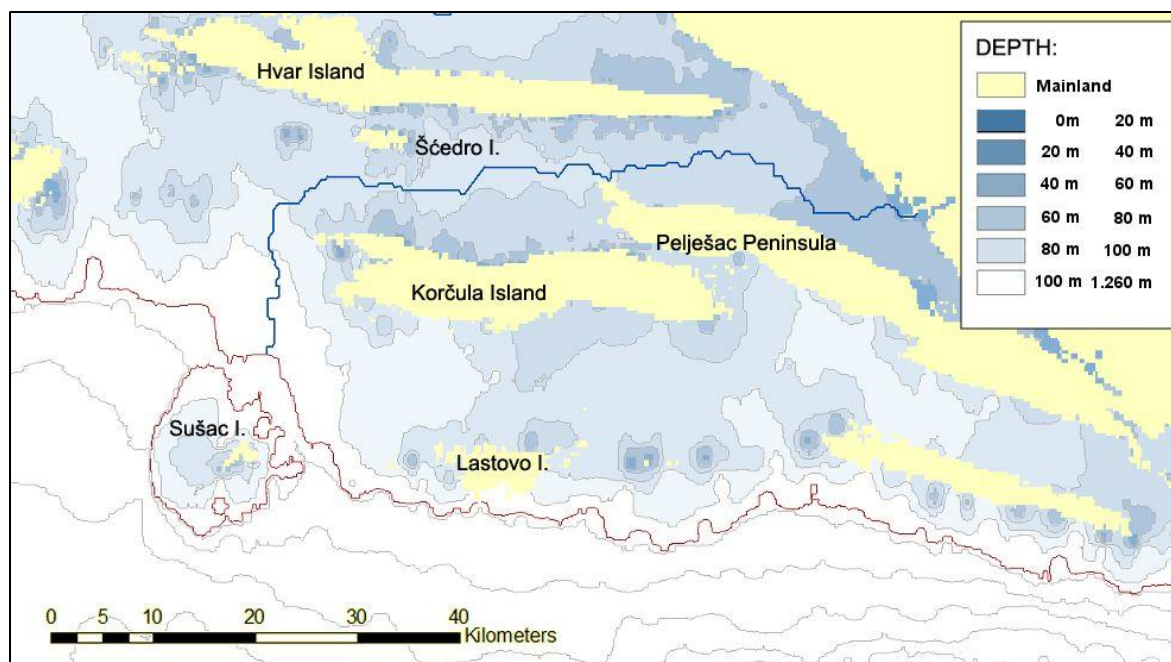 DEPTH:
Mainland
0m 20 m
20 m 40 m
40 m 60 m
60 m 80 m
80 m 100 m
100 m 1.260 m
Hvar Island
Šćedro I.
Pelješac Peninsula
Korčula Island
Sušac I.
Lastovo I.
0 5 10 20 30 40
Kilometers